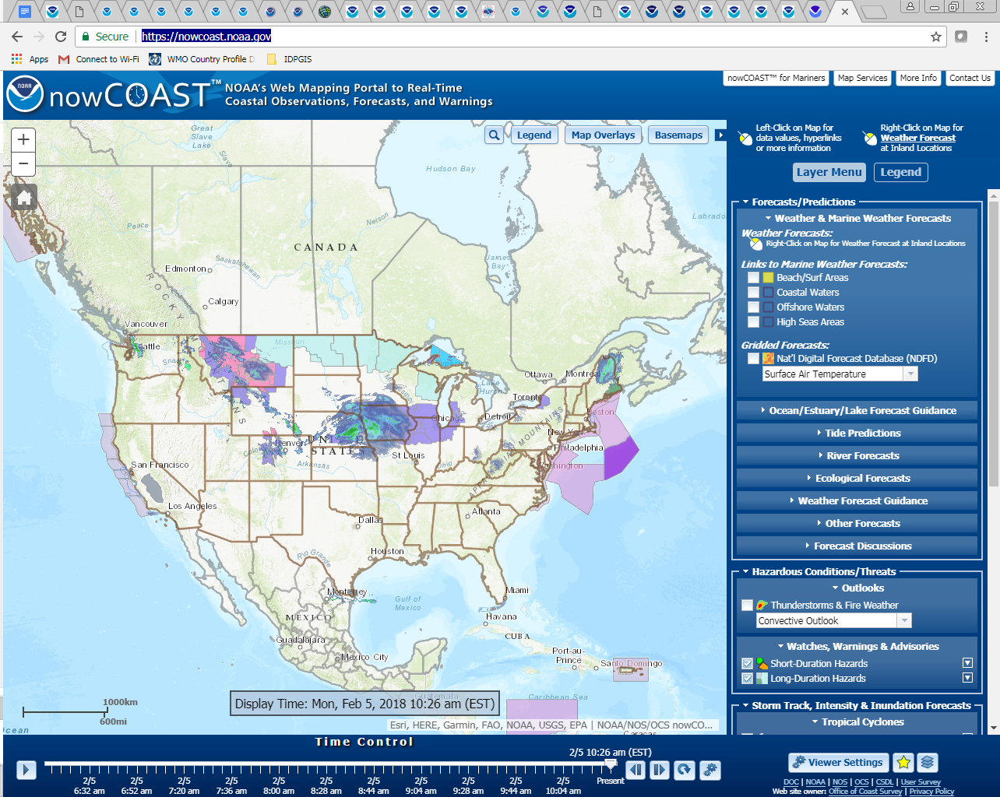 Secure
https://nowcoast.noaa.gov
Apps
Connect to Wi-Fi
WMO Country Profile D
IDPGIS
NOAA
nowCOAST™
NOAA's Web Mapping Portal to Real-Time
Coastal Observations, Forecasts, and Warnings
nowCOAST™ for Mariners
Map Services
More Info
Contact Us
+
−
Legend
Map Overlays
Basemaps
Great
Slave
Lake
Slave
Hudson Bay
Labrado
Peace
Nelson
CANADA
James
Bay
Saskatchewan
Edmonton
ROCKY MOUNTAINS
Columbia
Calgary
Vancouver
Seattle
Missouri
Lake Superior
Snake
Mississippi
Lake
Huron
Ottawa
Montreal
Toronto
Boston
Chicago
Detroit
New York
UNITED
STATES
Denver
Colo
Philadelphia
Washington
APPALACHIAN MOUNTAINS
St Louis
Ohio
Arkansas
San Francisco
Los Angeles
Atlanta
Dallas
Houston
Rio Grande
Miami
Monterrey
Gulf of
Mexico
MEXICO
Havana
CUBA
Guadalajara
Mexico City
Port-au-
Prince
Santo Domingo
Guatemala
Caribbean Sea
Caracas
Ocean
1000km
600mi
Display Time: Mon, Feb 5, 2018 10:26 am (EST)
Esri, HERE, Garmin, FAO, NOAA, USGS, EPA | NOAA/NOS/OCS nowCO...
Left-Click on Map for
data values, hyperlinks
or more information
Right-Click on Map for
Weather Forecast
at Inland Locations
Layer Menu
Legend
Forecasts/Predictions
Weather & Marine Weather Forecasts
Weather Forecasts:
Right-Click on Map for Weather Forecast at Inland Locations
Links to Marine Weather Forecasts:
Beach/Surf Areas
Coastal Waters
Offshore Waters
High Seas Areas
Gridded Forecasts:
Nat'l Digital Forecast Database (NDFD)
Surface Air Temperature
Ocean/Estuary/Lake Forecast Guidance
Tide Predictions
River Forecasts
Ecological Forecasts
Weather Forecast Guidance
Other Forecasts
Forecast Discussions
Hazardous Conditions/Threats
Outlooks
Thunderstorms & Fire Weather
Convective Outlook
Watches, Warnings & Advisories
Short-Duration Hazards
Long-Duration Hazards
Storm Track, Intensity & Inundation Forecasts
Tropical Cyclones
Time Control
2/5 10:26 am (EST)
2/5
6:32 am
2/5
6:52 am
2/5
7:20 am
2/5
7:36 am
2/5
8:00 am
2/5
8:28 am
2/5
8:44 am
2/5
9:04 am
2/5
9:28 am
2/5
9:44 am
2/5
10:04 am
Present
Viewer Settings
DOC | NOAA | NOS | OCS | CSDL | User Survey
Web site owner: Office of Coast Survey | Privacy Policy